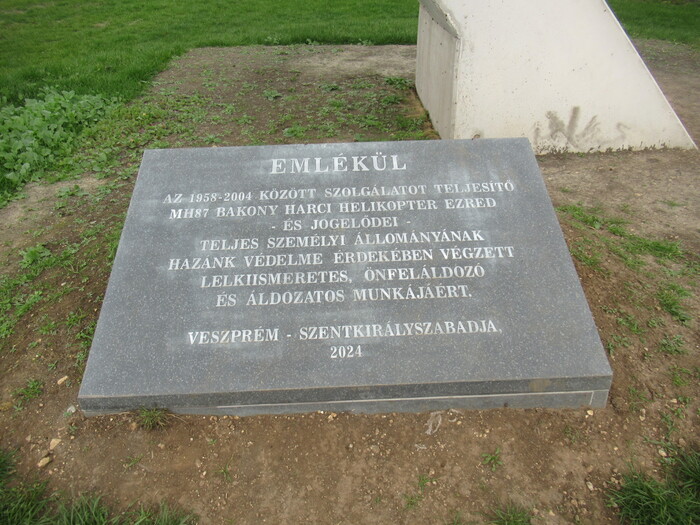 EMLÉKÜL
AZ 1958-2004 KÖZÖTT SZOLGÁLATOT TELJESÍTŐ
MH87 BAKONY HARCI HELIKOPTER EZRED
- ÉS JOGELŐDEI -
TELJES SZEMÉLYI ÁLLOMÁNYÁNAK
HAZÁNK VÉDELME ÉRDEKÉBEN VÉGZETT
LELKIISMERETES, ÖNFELÁLDOZÓ
ÉS ÁLDOZATOS MUNKÁJÁÉRT.
VESZPRÉM - SZENTKIRÁLYSZABADJA,
2024